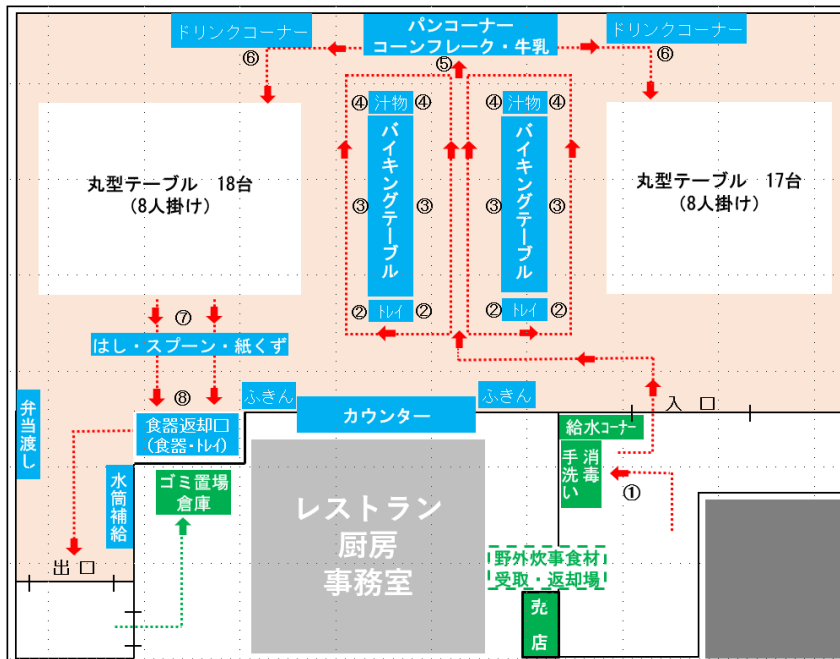 ドリンクコーナー
パンコーナー
コーンフレーク・牛乳
ドリンクコーナー
⑥
⑤
⑥
④
汁物
④
④
汁物
④
丸型テーブル 18台
(8人掛け)
バイキングテーブル
③
③
バイキングテーブル
③
③
丸型テーブル 17台
(8人掛け)
②
トレイ
②
②
トレイ
②
⑦
はし・スプーン・紙くず
⑧
ふきん
カウンター
ふきん
入口
弁当渡し
食器返却口
(食器・トレイ)
給水コーナー
手洗い
消毒
①
水筒補給
ゴミ置場
倉庫
レストラン
厨房
事務室
野外炊事食材
受取・返却場
出口
売店